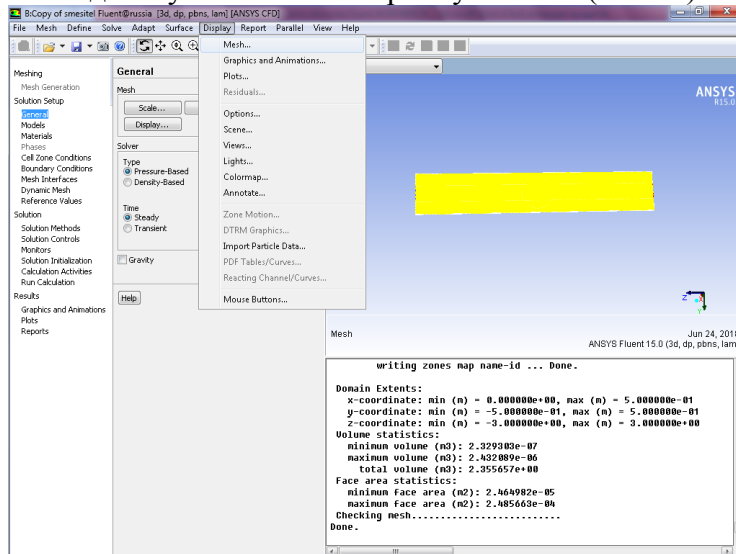 B:Copy of smesitel Fluent@russia [3d, dp, pbns, lam] [ANSYS CFD]
File Mesh Define Solve Adapt Surface Display Report Parallel View Help
Mesh...
Graphics and Animations...
Plots...
Residuals...
Options...
Scene...
Views...
Lights...
Colormap...
Annotate...
Zone Motion...
DTRM Graphics...
Import Particle Data...
PDF Tables/Curves...
Reacting Channel/Curves...
Mouse Buttons...
Meshing
Mesh Generation
Solution Setup
General
Models
Materials
Phases
Cell Zone Conditions
Boundary Conditions
Mesh Interfaces
Dynamic Mesh
Reference Values
Solution
Solution Methods
Solution Controls
Monitors
Solution Initialization
Calculation Activities
Run Calculation
Results
Graphics and Animations
Plots
Reports
General
Mesh
Scale...
Display...
Solver
Type
Pressure-Based
Density-Based
Time
Steady
Transient
Gravity
Help
ANSYS
R15.0
Z X
Y
Mesh
Jun 24, 2018
ANSYS Fluent 15.0 (3d, dp, pbns, lam
writing zones map name-id ... Done.
Domain Extents:
x-coordinate: min (m) = 0.000000e+00, max (m) = 5.000000e-01
y-coordinate: min (m) = -5.000000e-01, max (m) = 5.000000e-01
z-coordinate: min (m) = -3.000000e+00, max (m) = 3.000000e+00
Volume statistics:
minimum volume (m3): 2.329303e-07
maximum volume (m3): 2.432089e-06
total volume (m3): 2.355657e+00
Face area statistics:
minimum face area (m2): 2.464982e-05
maximum face area (m2): 2.485663e-04
Checking mesh.........................
Done.